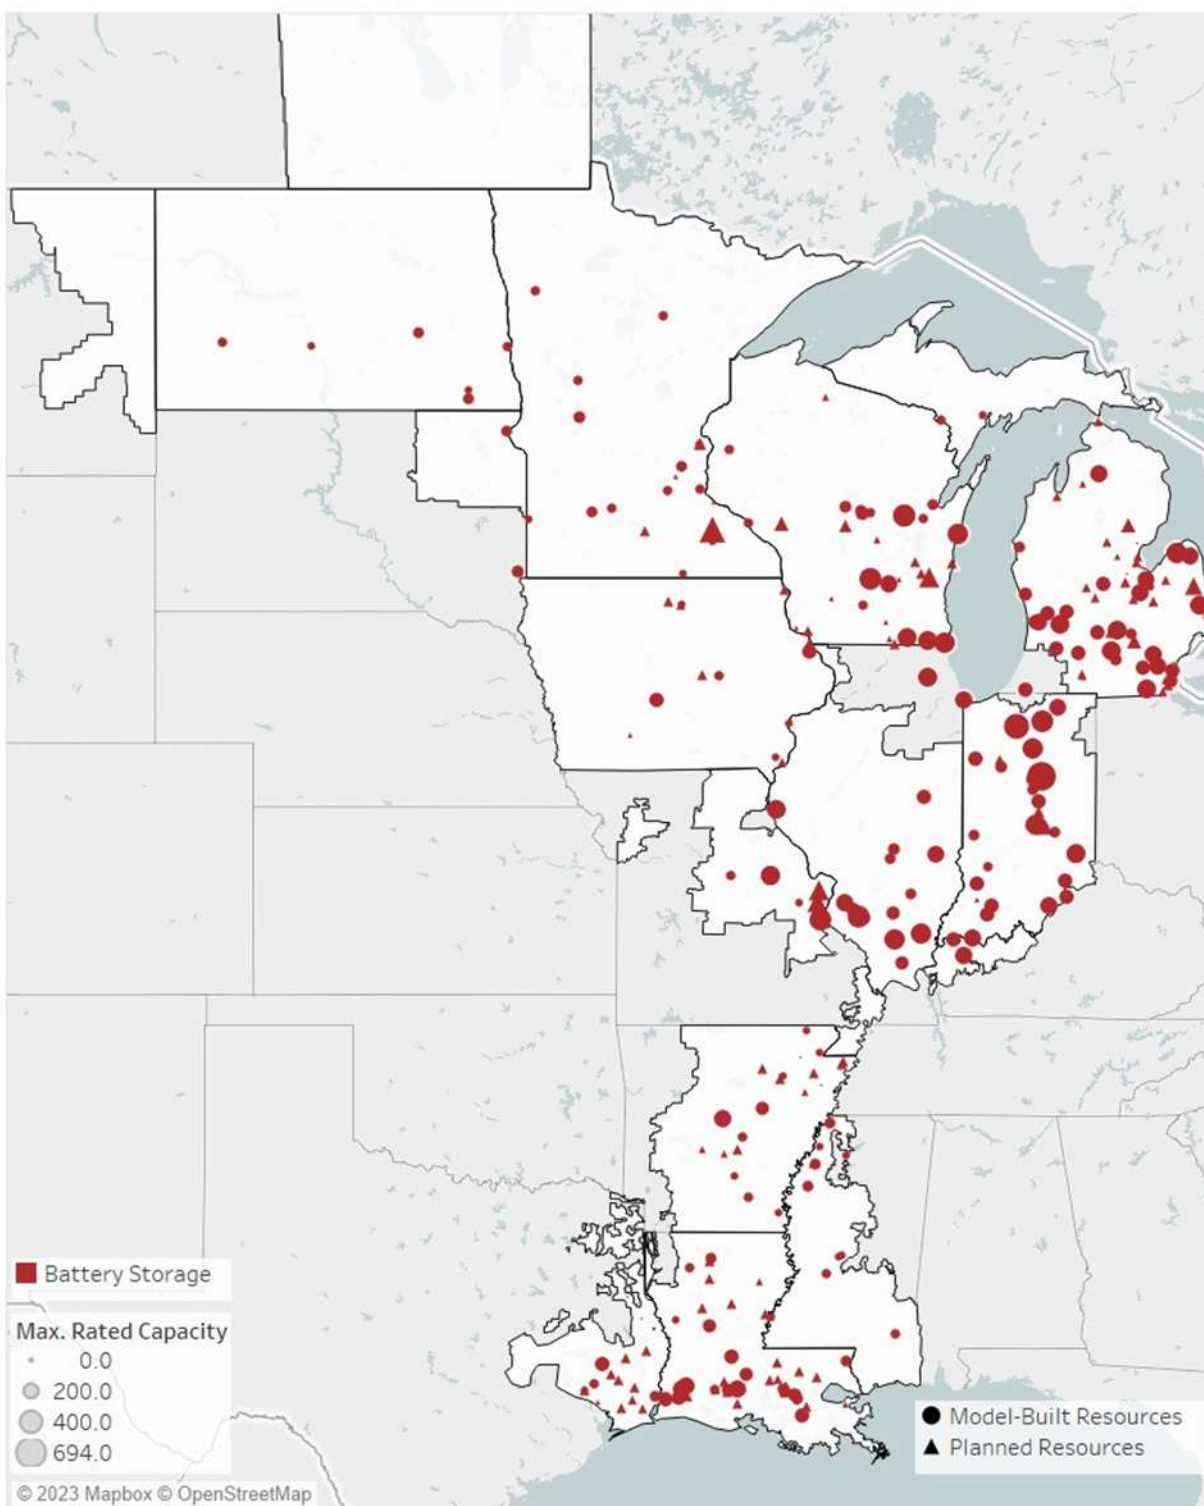 Battery Storage
Max. Rated Capacity
0.0
200.0
400.0
694.0
© 2023 Mapbox © OpenStreetMap
Model-Built Resources
Planned Resources